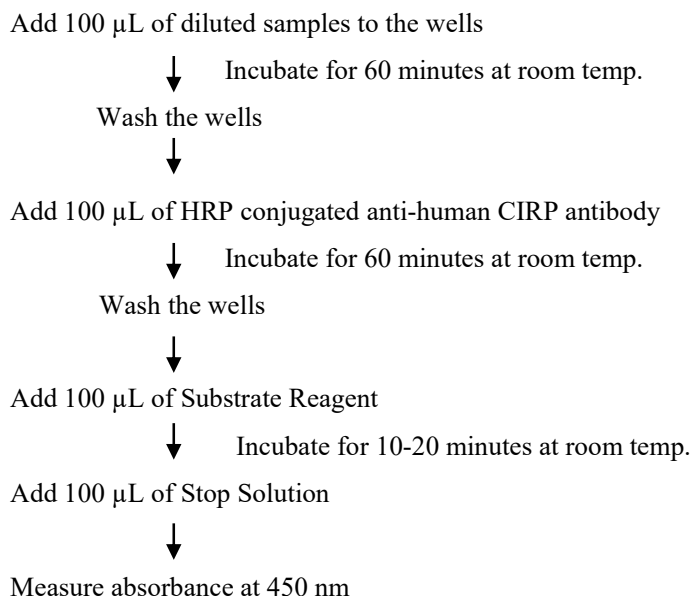 Add 100 µL of diluted samples to the wells
Incubate for 60 minutes at room temp.
Wash the wells
Add 100 µL of HRP conjugated anti-human CIRP antibody
Incubate for 60 minutes at room temp.
Wash the wells
Add 100 µL of Substrate Reagent
Incubate for 10-20 minutes at room temp.
Add 100 µL of Stop Solution
Measure absorbance at 450 nm